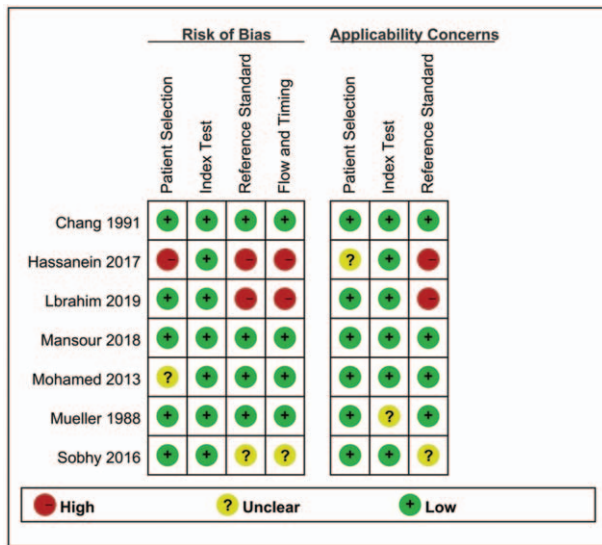 Risk of Bias Applicability Concerns
Patient Selection Index Test Reference Standard Flow and Timing Patient Selection Index Test Reference Standard
Chang 1991 + + + + + + +
Hassanein 2017 - + - - ? + -
Lbrahim 2019 + + - - + + -
Mansour 2018 + + + + + + +
Mohamed 2013 ? + + + + + +
Mueller 1988 + + + + + ? +
Sobhy 2016 + + ? ? + + ?
- High ? Unclear + Low